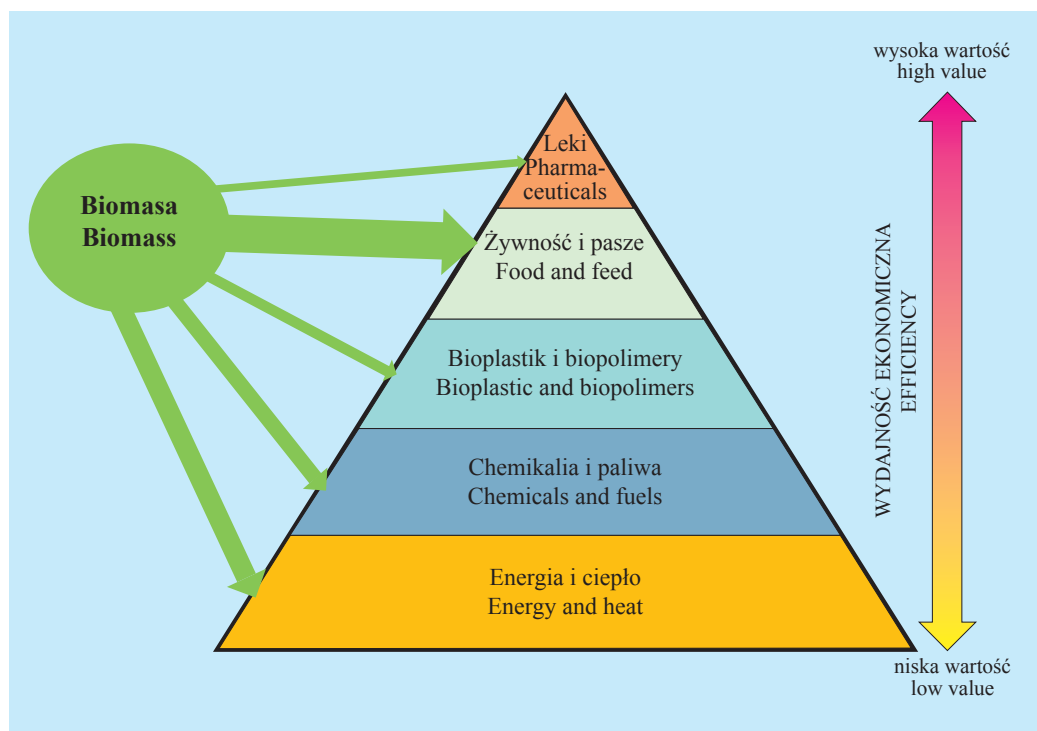 wysoka wartość
high value
Leki
Pharma-
ceuticals
Biomasa
Biomass
Żywność i pasze
Food and feed
Bioplastik i biopolimery
Bioplastic and biopolimers
WYDAJNOŚĆ EKONOMICZNA
EFFICIENCY
Chemikalia i paliwa
Chemicals and fuels
Energia i ciepło
Energy and heat
niska wartość
low value